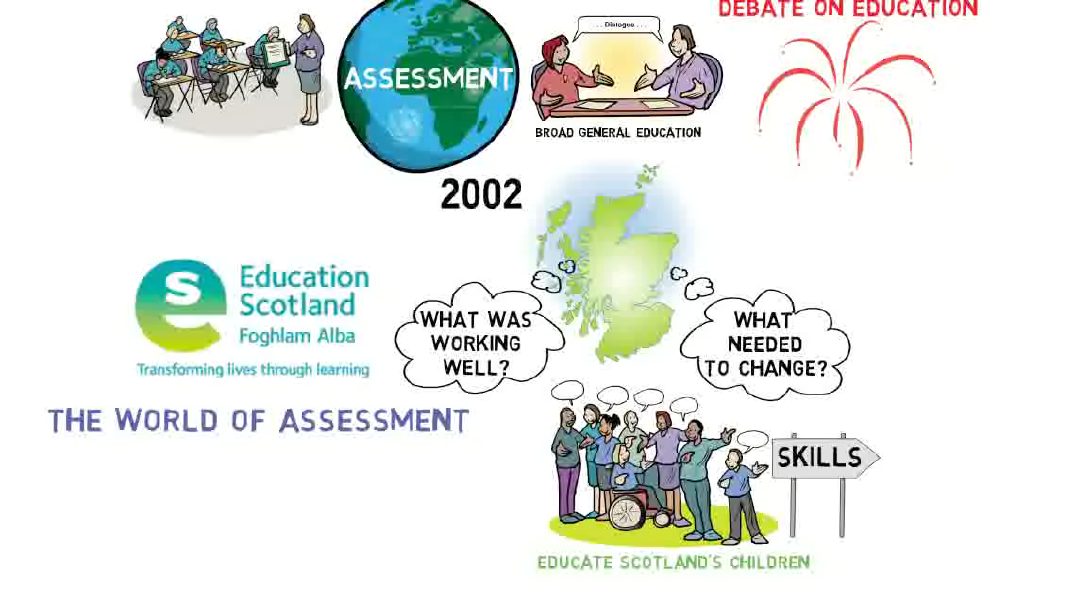 DEBATE ON EDUCATION
... Dialogue ...
ASSESSMENT
BROAD GENERAL EDUCATION
2002
Education
Scotland
Foghlam Alba
Transforming lives through learning
WHAT WAS
WORKING
WELL?
WHAT
NEEDED
TO CHANGE?
THE WORLD OF ASSESSMENT
SKILLS
EDUCATE SCOTLAND'S CHILDREN